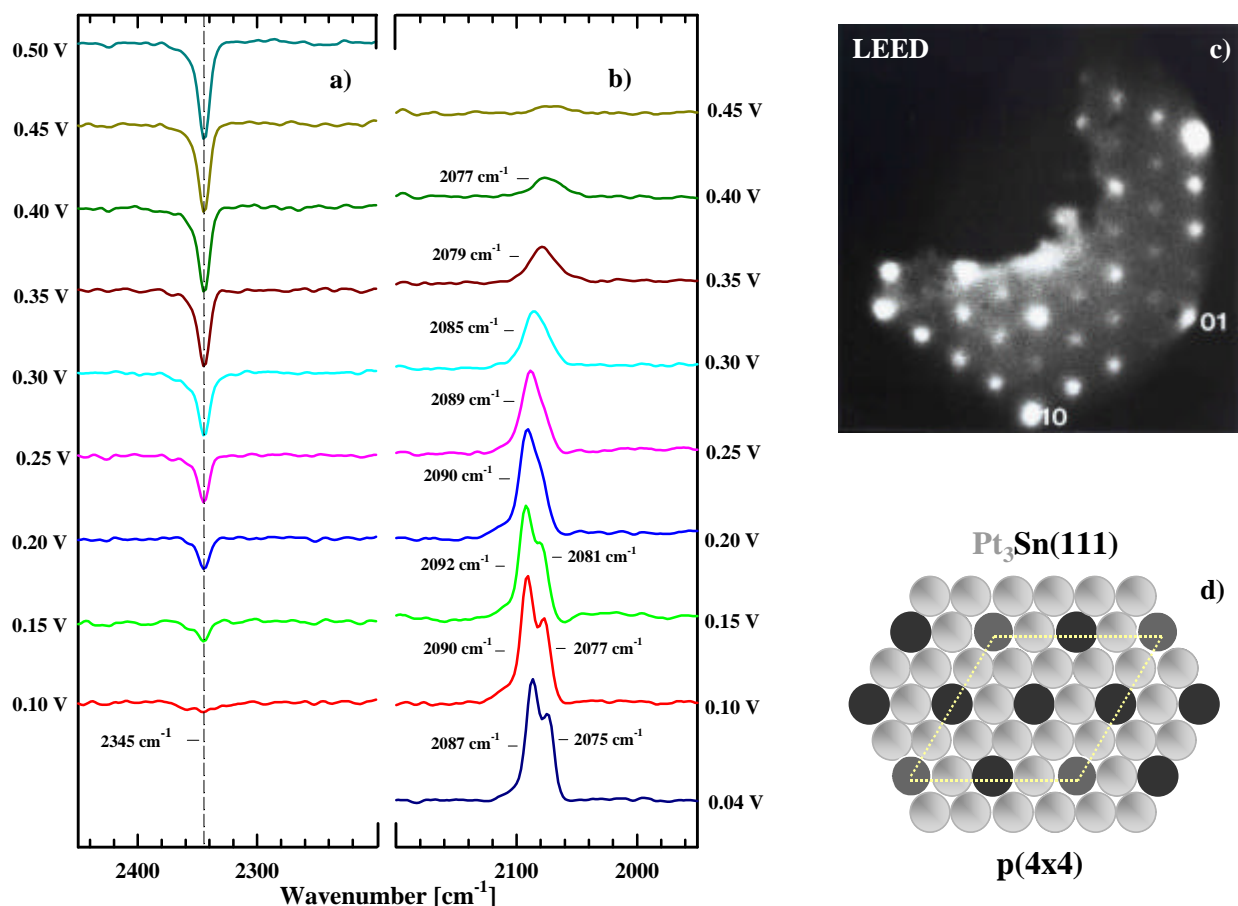 a)
0.50 V
0.45 V
0.40 V
0.35 V
0.30 V
0.25 V
0.20 V
0.15 V
0.10 V
2345 cm⁻¹
2400
2300
b)
0.45 V
2077 cm⁻¹
0.40 V
2079 cm⁻¹
0.35 V
2085 cm⁻¹
0.30 V
2089 cm⁻¹
0.25 V
2090 cm⁻¹
0.20 V
2092 cm⁻¹
2081 cm⁻¹
0.15 V
2090 cm⁻¹
2077 cm⁻¹
0.10 V
2087 cm⁻¹
2075 cm⁻¹
0.04 V
2100
2000
Wavenumber [cm⁻¹]
LEED
c)
01
10
Pt₃Sn(111)
d)
p(4x4)